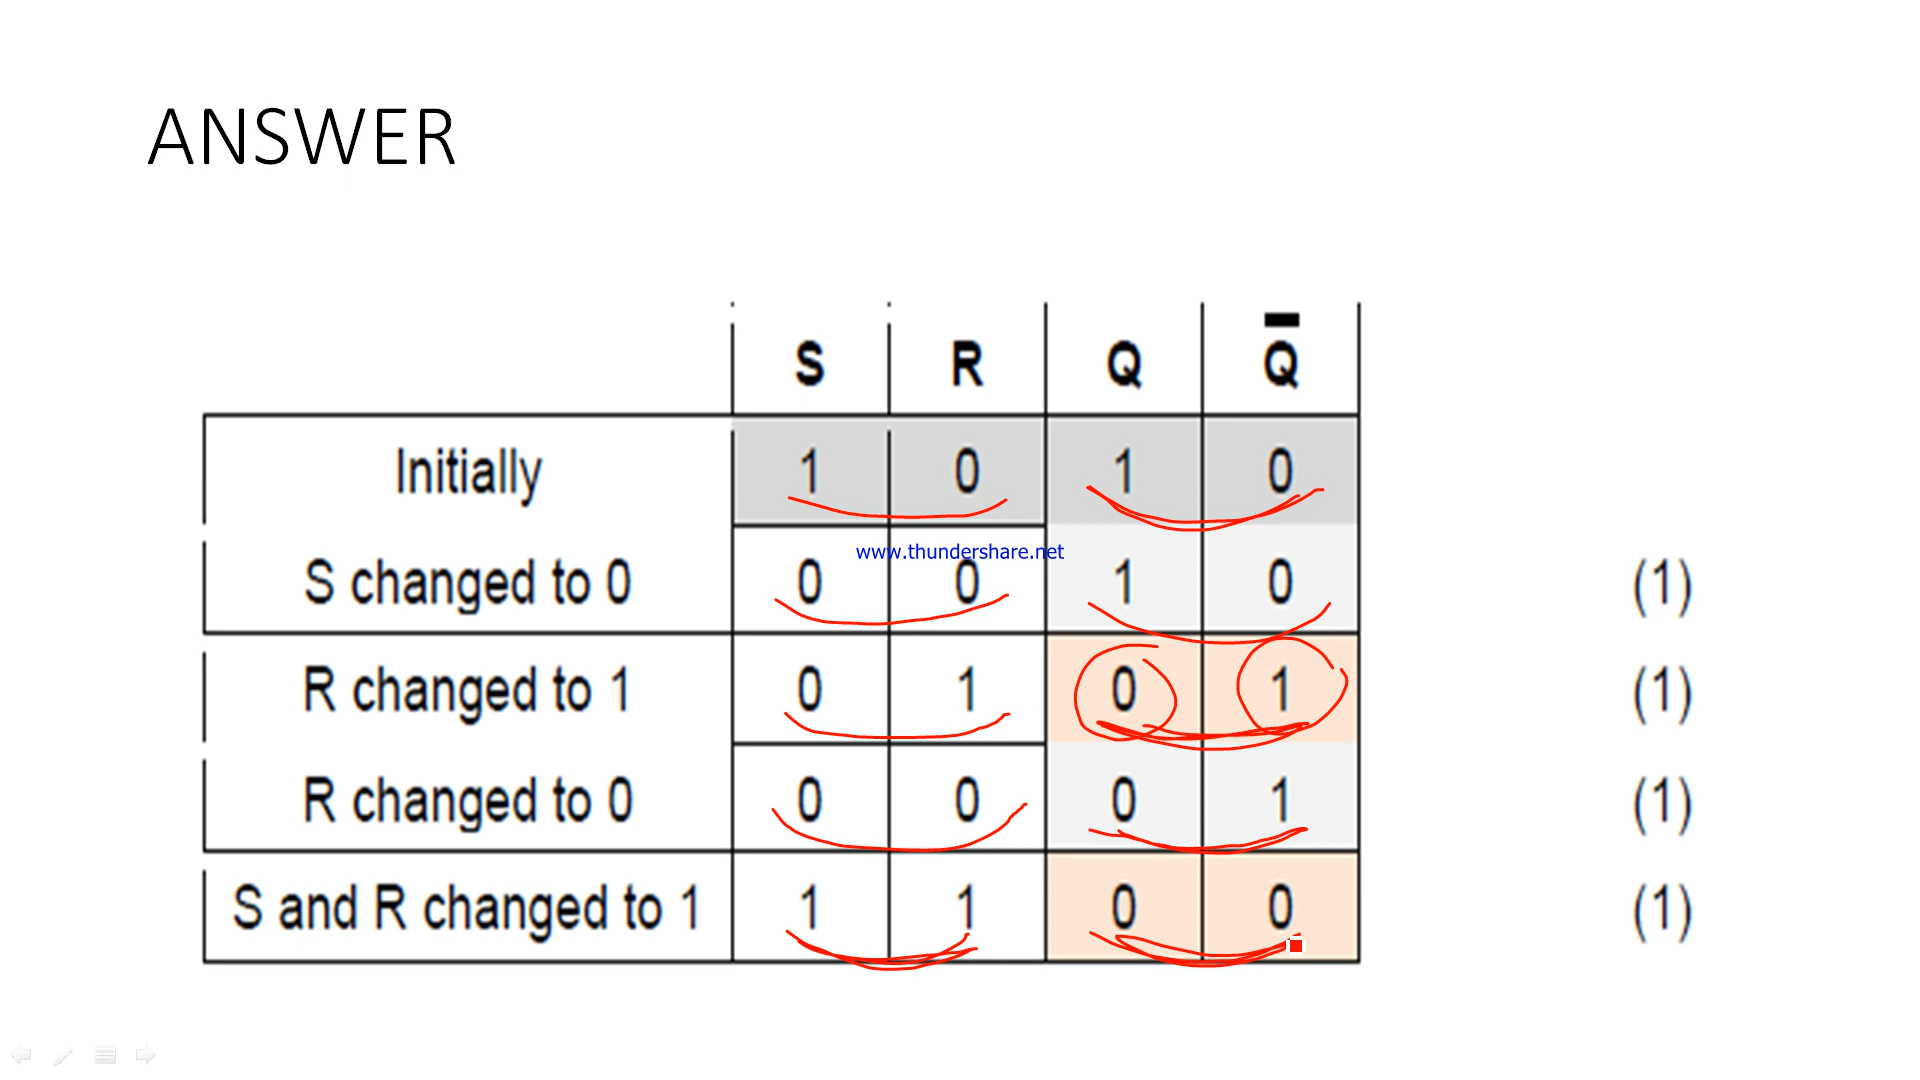 ANSWER
S R Q Q̅
Initially 1 0 1 0
www.thundershare.net
S changed to 0 0 0 1 0 (1)
R changed to 1 0 1 0 1 (1)
R changed to 0 0 0 0 1 (1)
S and R changed to 1 1 1 0 0 (1)